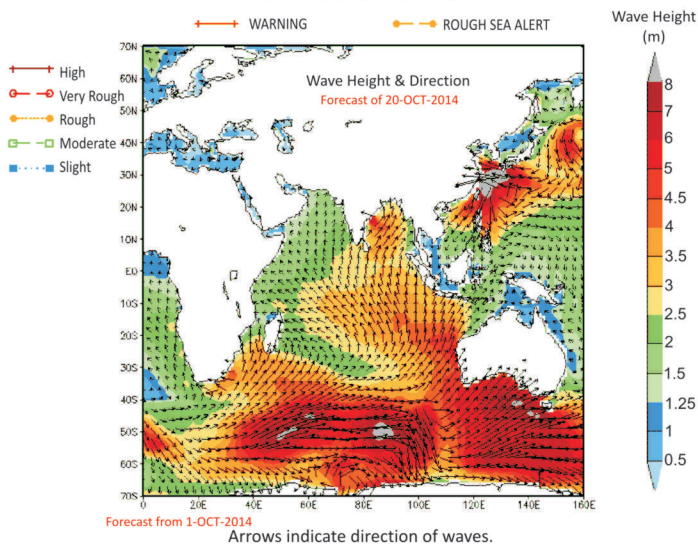 WARNING
ROUGH SEA ALERT
Wave Height
(m)
High
Very Rough
Rough
Moderate
Slight
Wave Height & Direction
Forecast of 20-OCT-2014
70N
60N
50N
40N
30N
20N
10N
EQ
10S
20S
30S
40S
50S
60S
70S
0
20E
40E
60E
80E
100E
120E
140E
160E
8
7
6
5
4.5
4
3.5
3
2.5
2
1.5
1.25
1
0.5
Forecast from 1-OCT-2014
Arrows indicate direction of waves.